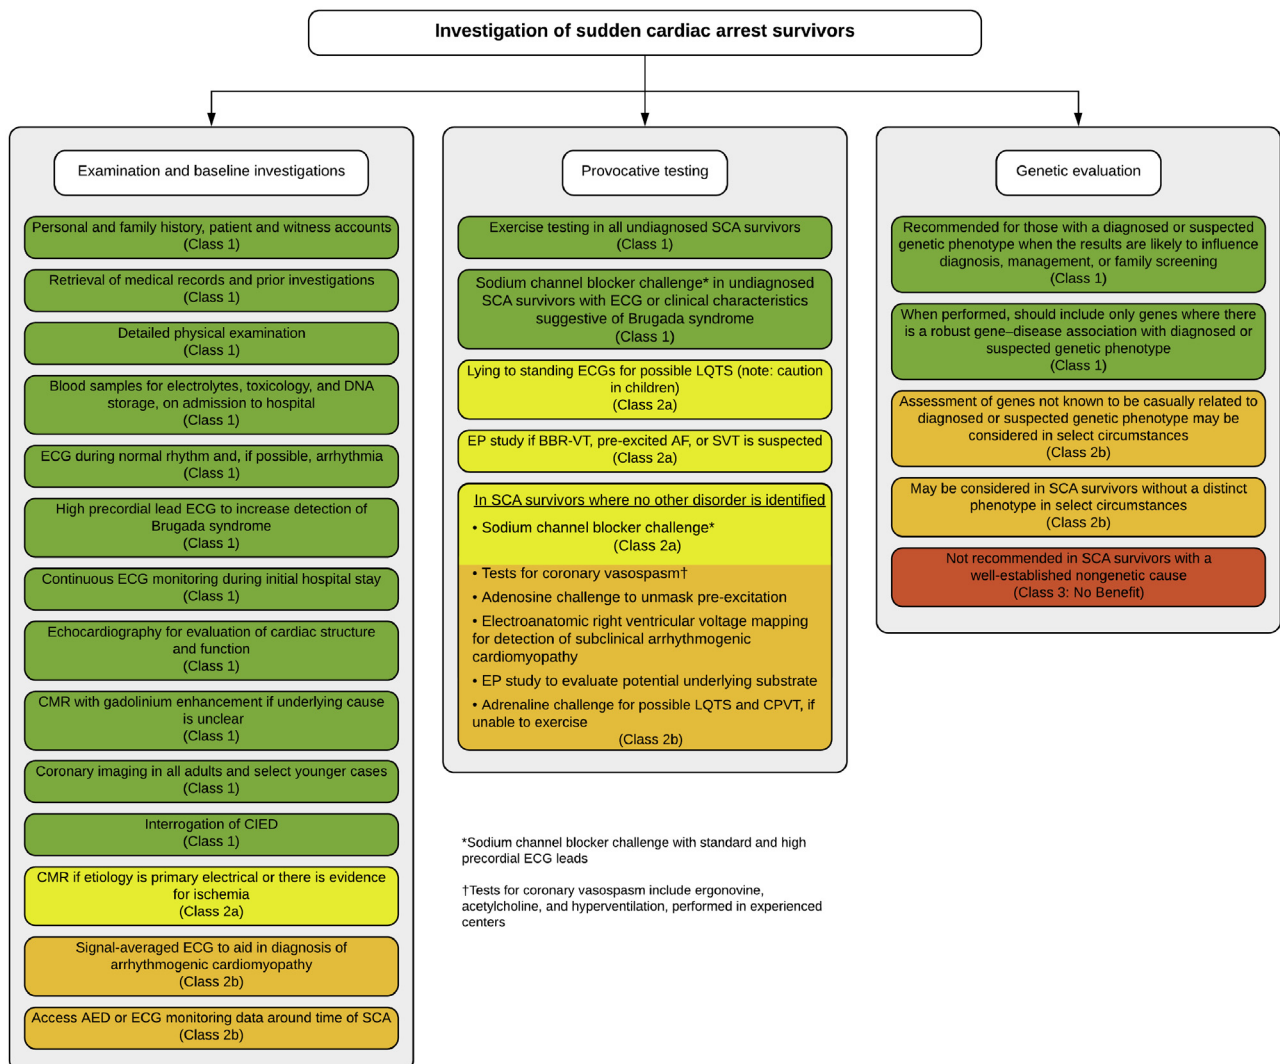 Investigation of sudden cardiac arrest survivors
Examination and baseline investigations
Personal and family history, patient and witness accounts
(Class 1)
Retrieval of medical records and prior investigations
(Class 1)
Detailed physical examination
(Class 1)
Blood samples for electrolytes, toxicology, and DNA
storage, on admission to hospital
(Class 1)
ECG during normal rhythm and, if possible, arrhythmia
(Class 1)
High precordial lead ECG to increase detection of
Brugada syndrome
(Class 1)
Continuous ECG monitoring during initial hospital stay
(Class 1)
Echocardiography for evaluation of cardiac structure
and function
(Class 1)
CMR with gadolinium enhancement if underlying cause
is unclear
(Class 1)
Coronary imaging in all adults and select younger cases
(Class 1)
Interrogation of CIED
(Class 1)
CMR if etiology is primary electrical or there is evidence
for ischemia
(Class 2a)
Signal-averaged ECG to aid in diagnosis of
arrhythmogenic cardiomyopathy
(Class 2b)
Access AED or ECG monitoring data around time of SCA
(Class 2b)
Provocative testing
Exercise testing in all undiagnosed SCA survivors
(Class 1)
Sodium channel blocker challenge* in undiagnosed
SCA survivors with ECG or clinical characteristics
suggestive of Brugada syndrome
(Class 1)
Lying to standing ECGs for possible LQTS (note: caution
in children)
(Class 2a)
EP study if BBR-VT, pre-excited AF, or SVT is suspected
(Class 2a)
In SCA survivors where no other disorder is identified
• Sodium channel blocker challenge*
(Class 2a)
• Tests for coronary vasospasm†
• Adenosine challenge to unmask pre-excitation
• Electroanatomic right ventricular voltage mapping
for detection of subclinical arrhythmogenic
cardiomyopathy
• EP study to evaluate potential underlying substrate
• Adrenaline challenge for possible LQTS and CPVT, if
unable to exercise
(Class 2b)
*Sodium channel blocker challenge with standard and high
precordial ECG leads
†Tests for coronary vasospasm include ergonovine,
acetylcholine, and hyperventilation, performed in experienced
centers
Genetic evaluation
Recommended for those with a diagnosed or suspected
genetic phenotype when the results are likely to influence
diagnosis, management, or family screening
(Class 1)
When performed, should include only genes where there
is a robust gene–disease association with diagnosed or
suspected genetic phenotype
(Class 1)
Assessment of genes not known to be casually related to
diagnosed or suspected genetic phenotype may be
considered in select circumstances
(Class 2b)
May be considered in SCA survivors without a distinct
phenotype in select circumstances
(Class 2b)
Not recommended in SCA survivors with a
well-established nongenetic cause
(Class 3: No Benefit)